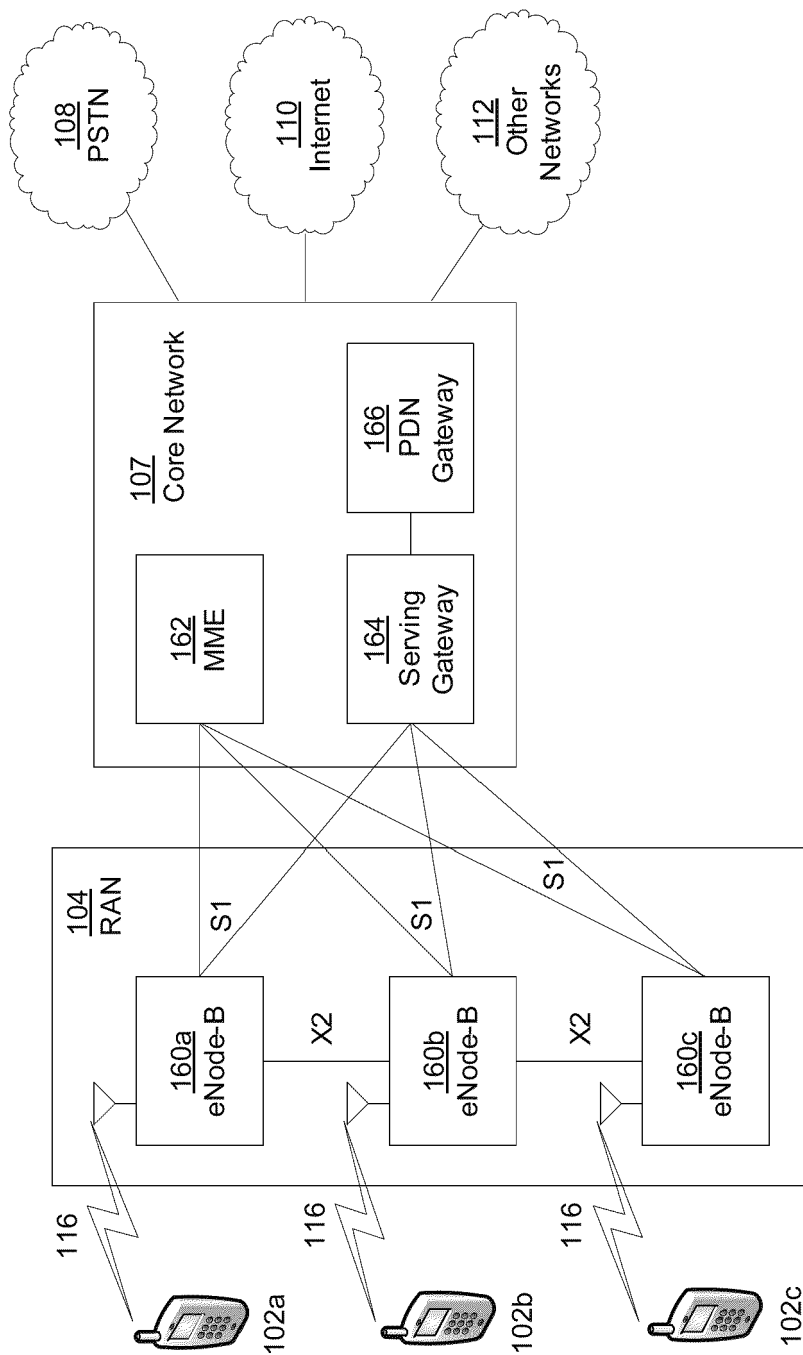 102a
116
102b
116
102c
116
104
RAN
160a
eNode-B
X2
160b
eNode-B
X2
160c
eNode-B
S1
S1
S1
107
Core Network
162
MME
164
Serving
Gateway
166
PDN
Gateway
108
PSTN
110
Internet
112
Other
Networks